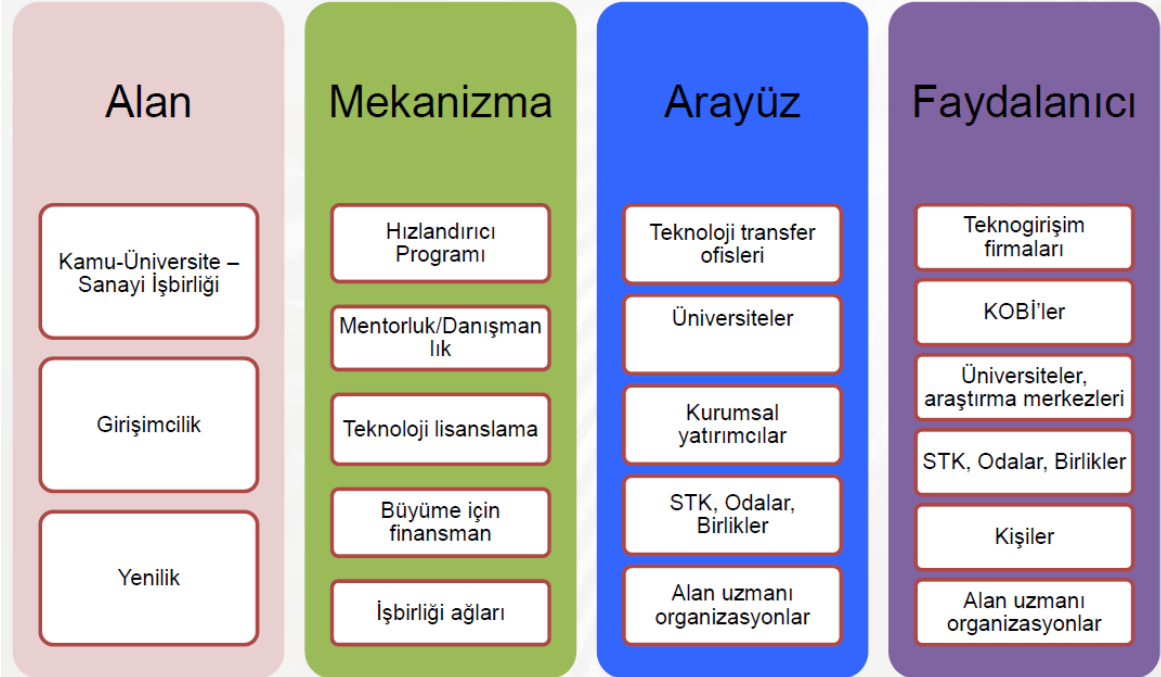 Alan
Kamu-Üniversite –
Sanayi İşbirliği
Girişimcilik
Yenilik
Mekanizma
Hızlandırıcı
Programı
Mentorluk/Danışman
lık
Teknoloji lisanslama
Büyüme için
finansman
İşbirliği ağları
Arayüz
Teknoloji transfer
ofisleri
Üniversiteler
Kurumsal
yatırımcılar
STK, Odalar,
Birlikler
Alan uzmanı
organizasyonlar
Faydalanıcı
Teknogirişim
firmaları
KOBİ’ler
Üniversiteler,
araştırma merkezleri
STK, Odalar, Birlikler
Kişiler
Alan uzmanı
organizasyonlar